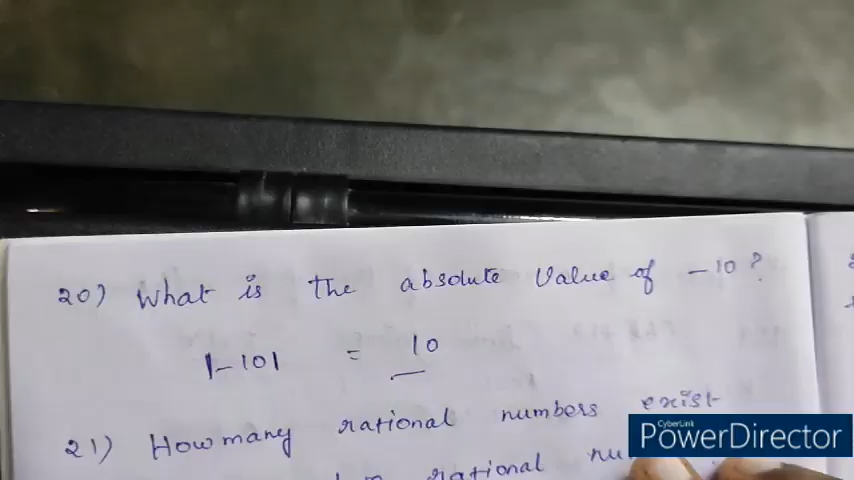 20) What is the absolute Value of -10?
|-10| = 10
21) How many rational numbers exist
rational
CyberLink
PowerDirector